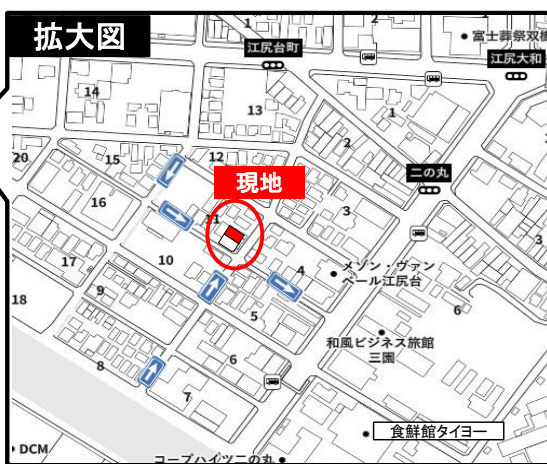 拡大図
1
2
富士葬祭双樹
江尻台町
江尻大和
14
13
1
2
20
15
12
二の丸
現地
16
11
3
3
17
10
4
メゾン・ヴァン
ベール江尻台
18
9
5
6
和風ビジネス旅館
三園
8
6
7
食鮮館タイヨー
DCM
コープハイツ二の丸